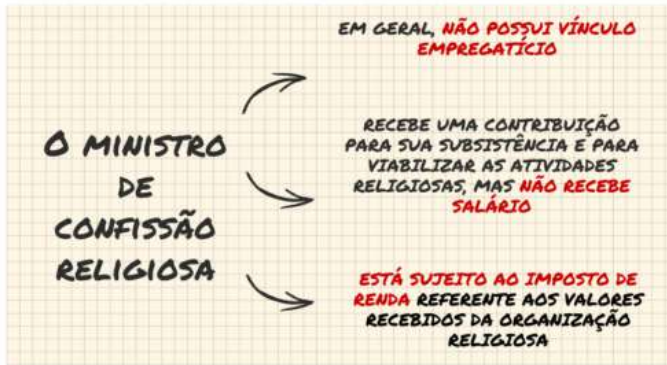 O MINISTRO
DE
CONFISSÃO
RELIGIOSA
EM GERAL, NÃO POSSUI VÍNCULO
EMPREGATÍCIO
RECEBE UMA CONTRIBUIÇÃO
PARA SUA SUBSISTÊNCIA E PARA
VIABILIZAR AS ATIVIDADES
RELIGIOSAS, MAS NÃO RECEBE
SALÁRIO
ESTÁ SUJEITO AO IMPOSTO DE
RENDA REFERENTE AOS VALORES
RECEBIDOS DA ORGANIZAÇÃO
RELIGIOSA